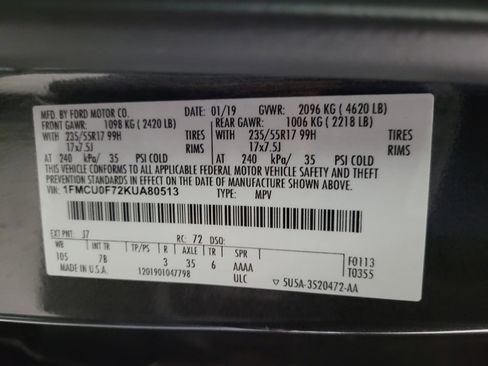 MFD. BY FORD MOTOR CO. 01/19 GVWR: 2096 KG ( 4620 LB)
FRONT GAWR: 1098 KG ( 2420 LB) REAR GAWR: 1006 KG ( 2218 LB)
235/55R17 99H TIRES WITH 235/55R17 99H TIRES
17x7.5J RIMS 17x7.5J RIMS
AT 240 kPa/ 35 PSI COLD AT 240 kPa/ 35 PSI COLD
THIS VEHICLE CONFORMS TO ALL APPLICABLE FEDERAL MOTOR VEHICLE SAFETY AND THEFT
PREVENTION STANDARDS IN EFFECT ON THE DATE OF MANUFACTURE SHOWN ABOVE.
VIN: 1FMCU0F72KUA80513 TYPE: MPV
EXT PNT: J7 RC: 72 DSO:
WB INT TR TP/PS R AXLE TR SPR
105 7B 3 35 6 AAAA
ULC
F0113
T0355
MADE IN U.S.A. 1201901047798 5U5A-3520472-AA